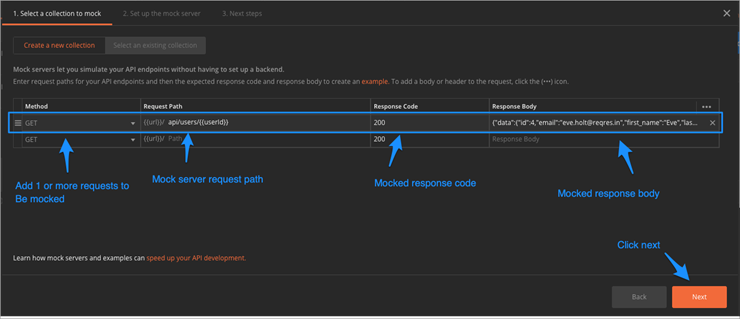 1. Select a collection to mock 2. Set up the mock server 3. Next steps
Create a new collection Select an existing collection
Mock servers let you simulate your API endpoints without having to set up a backend.
Enter request paths for your API endpoints and then the expected response code and response body to create an example. To add a body or header to the request, click the (•••) icon.
Method Request Path Response Code Response Body •••
GET {{url}}/ api/users/{{userId}} 200 {"data":{"id":4,"email":"eve.holt@reqres.in","first_name":"Eve","las...
GET {{url}}/ Path 200 Response Body
Add 1 or more requests to
Be mocked
Mock server request path
Mocked response code
Mocked response body
Click next
Learn how mock servers and examples can speed up your API development.
Back Next